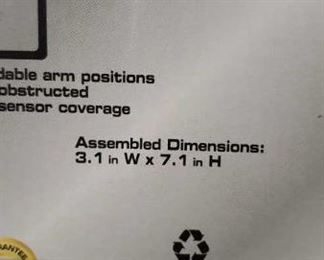 dable arm positions
obstructed
sensor coverage
Assembled Dimensions:
3.1 in W x 7.1 in H